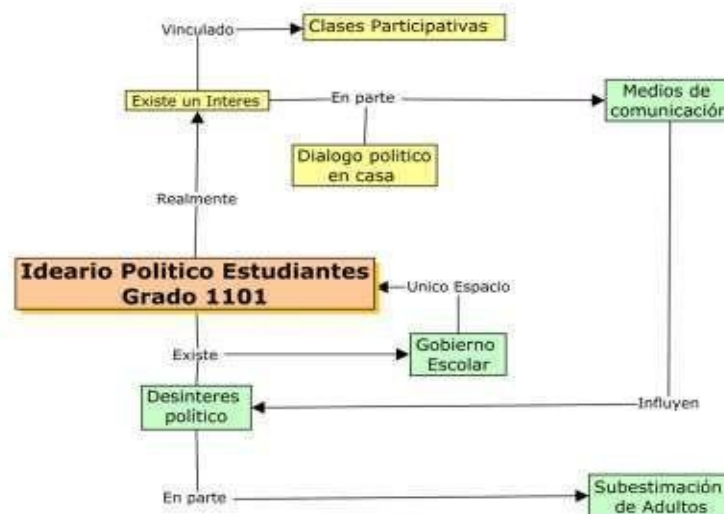 Vinculado
Clases Participativas
Existe un Interes
En parte
Medios de
comunicación
Dialogo politico
en casa
Realmente
Ideario Politico Estudiantes
Grado 1101
Unico Espacio
Existe
Gobierno
Escolar
Desinteres
político
Influyen
En parte
Subestimación
de Adultos